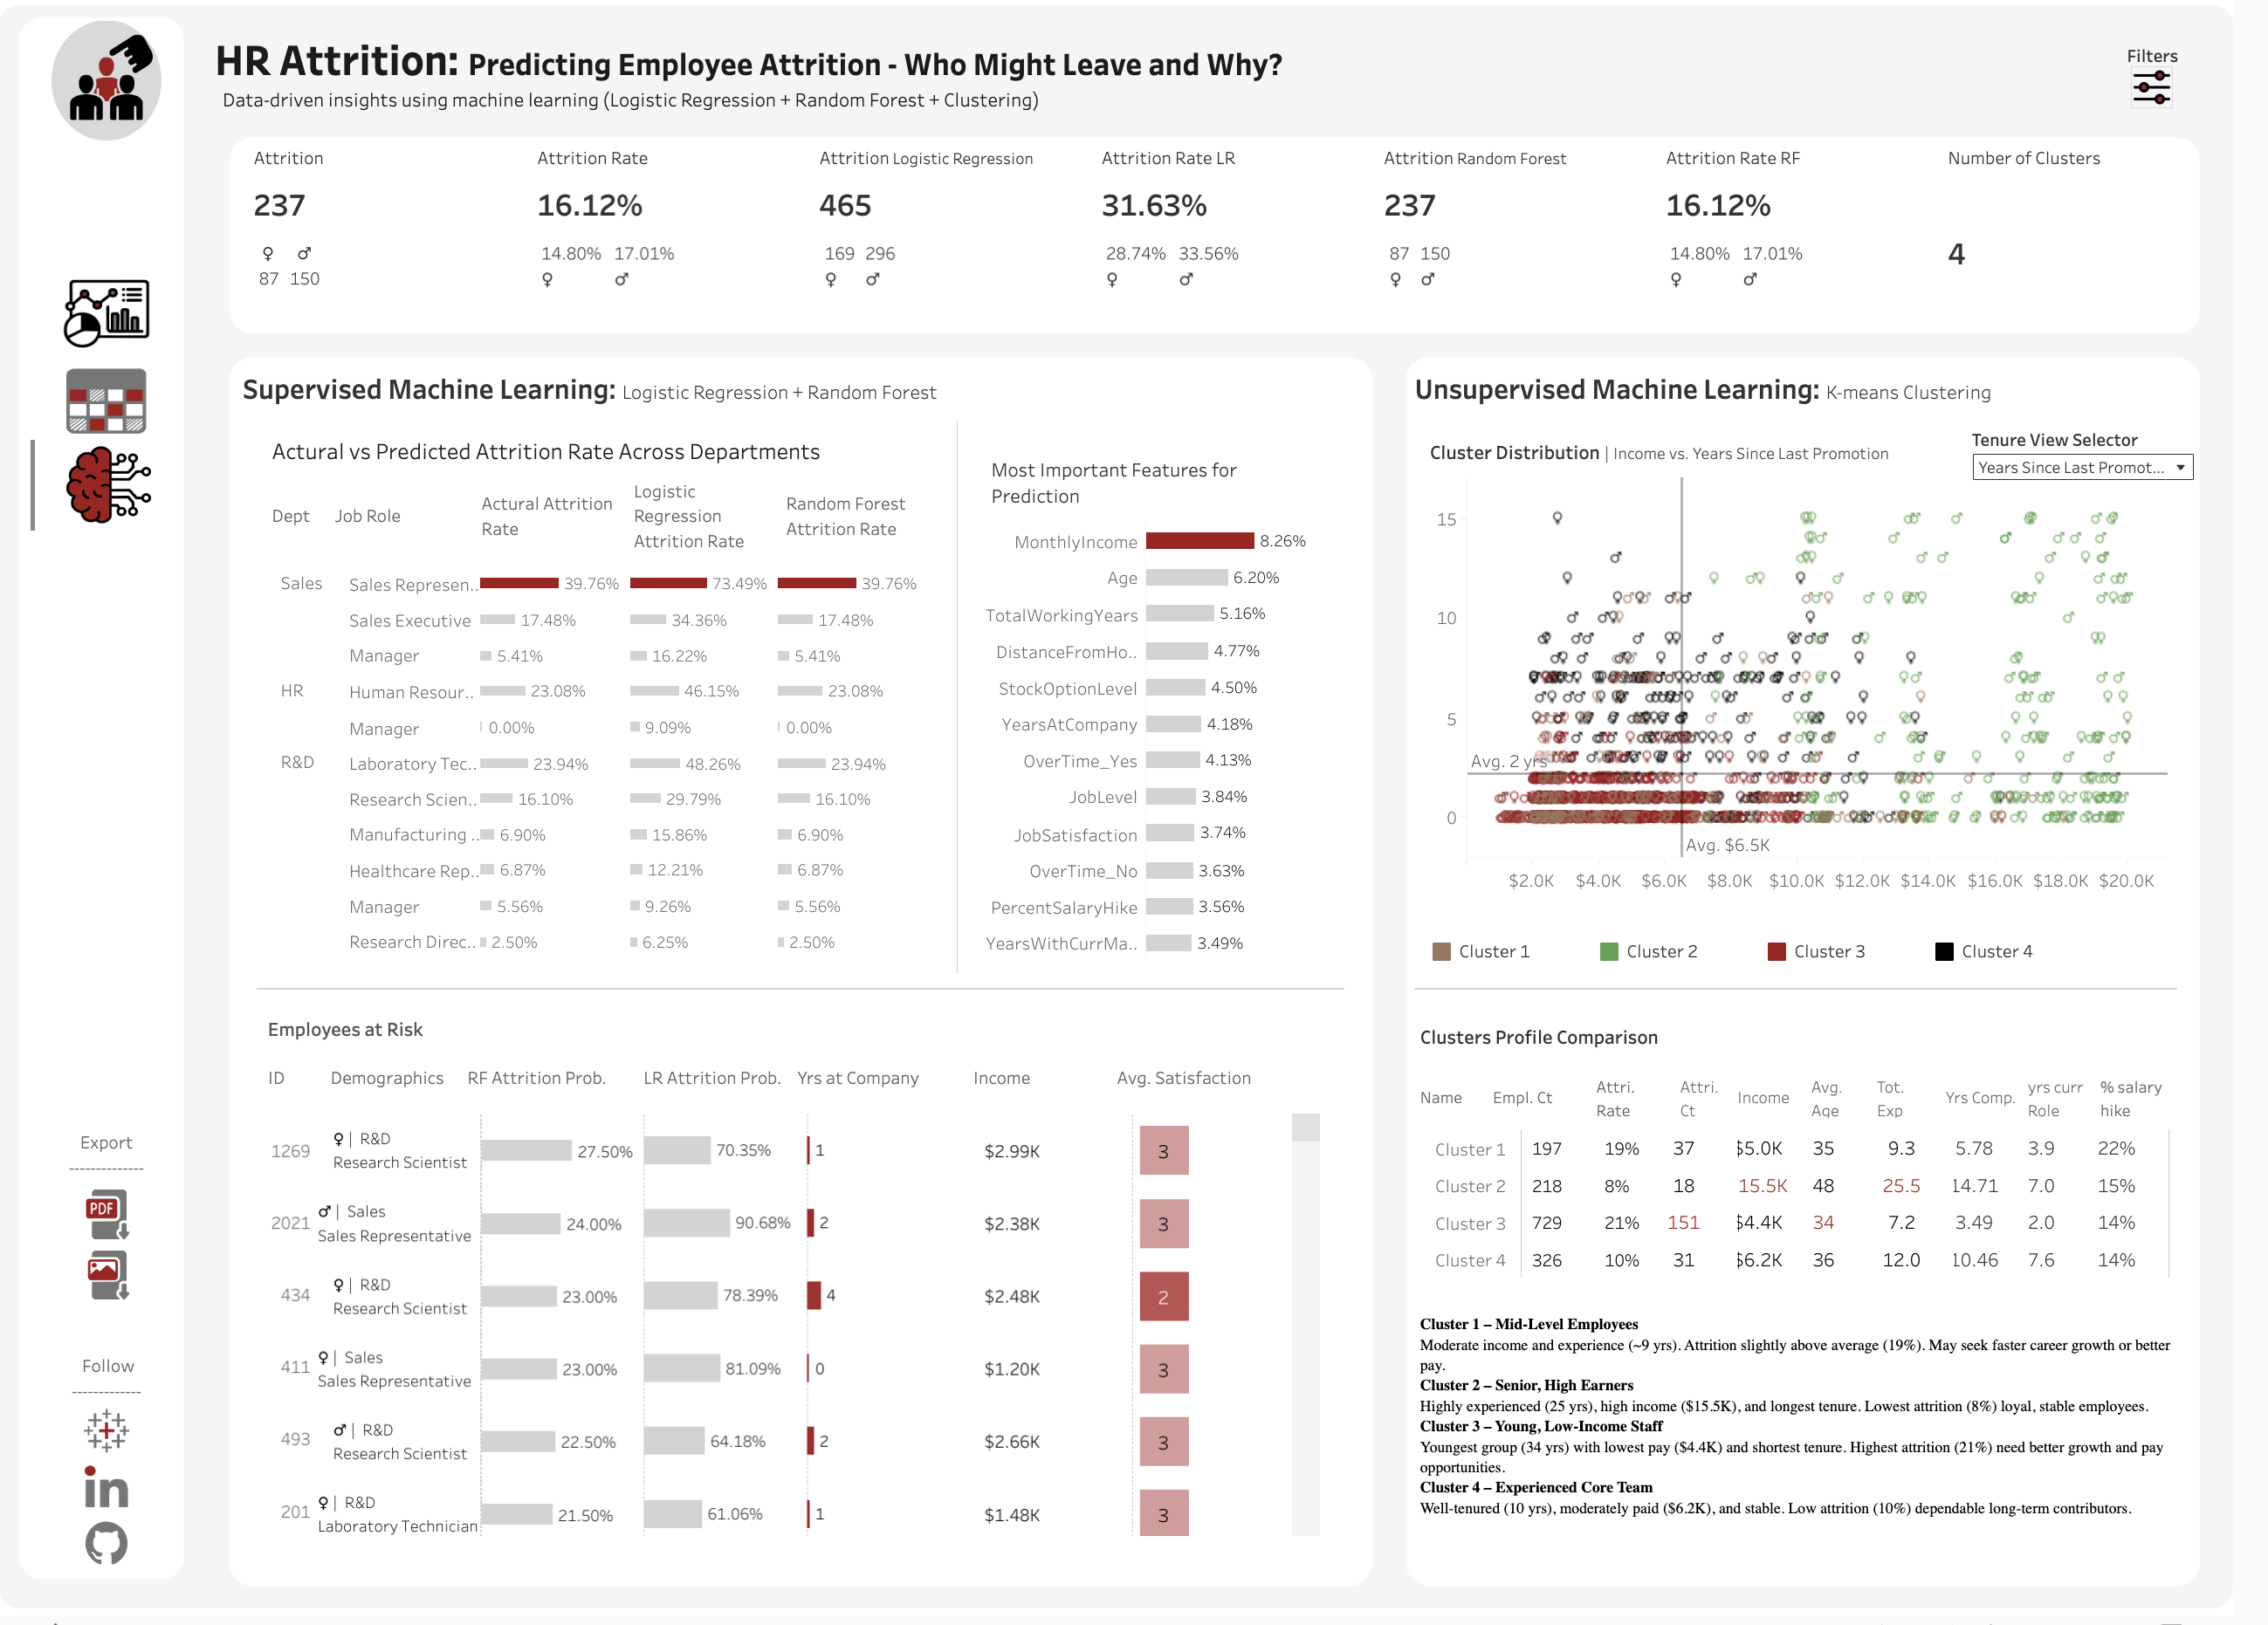 HR Attrition: Predicting Employee Attrition - Who Might Leave and Why?
Data-driven insights using machine learning (Logistic Regression + Random Forest + Clustering)
Filters
Attrition
237
♀ ♂
87 150
Attrition Rate
16.12%
14.80% 17.01%
♀ ♂
Attrition Logistic Regression
465
169 296
♀ ♂
Attrition Rate LR
31.63%
28.74% 33.56%
♀ ♂
Attrition Random Forest
237
87 150
♀ ♂
Attrition Rate RF
16.12%
14.80% 17.01%
♀ ♂
Number of Clusters
4
Supervised Machine Learning: Logistic Regression + Random Forest
Actural vs Predicted Attrition Rate Across Departments
Dept
Job Role
Actural Attrition
Rate
Logistic
Regression
Attrition Rate
Random Forest
Attrition Rate
Sales Sales Represen.. 39.76% 73.49% 39.76%
Sales Executive 17.48% 34.36% 17.48%
Manager 5.41% 16.22% 5.41%
HR Human Resour.. 23.08% 46.15% 23.08%
Manager 0.00% 9.09% 0.00%
R&D Laboratory Tec.. 23.94% 48.26% 23.94%
Research Scien.. 16.10% 29.79% 16.10%
Manufacturing .. 6.90% 15.86% 6.90%
Healthcare Rep.. 6.87% 12.21% 6.87%
Manager 5.56% 9.26% 5.56%
Research Direc.. 2.50% 6.25% 2.50%
Most Important Features for
Prediction
MonthlyIncome 8.26%
Age 6.20%
TotalWorkingYears 5.16%
DistanceFromHo.. 4.77%
StockOptionLevel 4.50%
YearsAtCompany 4.18%
OverTime_Yes 4.13%
JobLevel 3.84%
JobSatisfaction 3.74%
OverTime_No 3.63%
PercentSalaryHike 3.56%
YearsWithCurrMa.. 3.49%
Employees at Risk
ID Demographics RF Attrition Prob. LR Attrition Prob. Yrs at Company Income Avg. Satisfaction
♀ | R&D
1269 Research Scientist 27.50% 70.35% 1 $2.99K 3
♂ | Sales
2021 Sales Representative 24.00% 90.68% 2 $2.38K 3
♀ | R&D
434 Research Scientist 23.00% 78.39% 4 $2.48K 2
♀ | Sales
411 Sales Representative 23.00% 81.09% 0 $1.20K 3
♂ | R&D
493 Research Scientist 22.50% 64.18% 2 $2.66K 3
♀ | R&D
201 Laboratory Technician 21.50% 61.06% 1 $1.48K 3
Unsupervised Machine Learning: K-means Clustering
Cluster Distribution | Income vs. Years Since Last Promotion
Tenure View Selector
Years Since Last Promot...
15
10
5
0
Avg. 2 yrs
Avg. $6.5K
$2.0K $4.0K $6.0K $8.0K $10.0K $12.0K $14.0K $16.0K $18.0K $20.0K
Cluster 1 Cluster 2 Cluster 3 Cluster 4
Clusters Profile Comparison
Name
Empl. Ct
Attri.
Rate
Attri.
Ct
Income
Avg.
Age
Tot.
Exp
Yrs Comp.
yrs curr
Role
% salary
hike
Cluster 1 197 19% 37 $5.0K 35 9.3 5.78 3.9 22%
Cluster 2 218 8% 18 15.5K 48 25.5 14.71 7.0 15%
Cluster 3 729 21% 151 $4.4K 34 7.2 3.49 2.0 14%
Cluster 4 326 10% 31 $6.2K 36 12.0 10.46 7.6 14%
Cluster 1 – Mid-Level Employees
Moderate income and experience (~9 yrs). Attrition slightly above average (19%). May seek faster career growth or better
pay.
Cluster 2 – Senior, High Earners
Highly experienced (25 yrs), high income ($15.5K), and longest tenure. Lowest attrition (8%) loyal, stable employees.
Cluster 3 – Young, Low-Income Staff
Youngest group (34 yrs) with lowest pay ($4.4K) and shortest tenure. Highest attrition (21%) need better growth and pay
opportunities.
Cluster 4 – Experienced Core Team
Well-tenured (10 yrs), moderately paid ($6.2K), and stable. Low attrition (10%) dependable long-term contributors.
Export
PDF
Follow
in